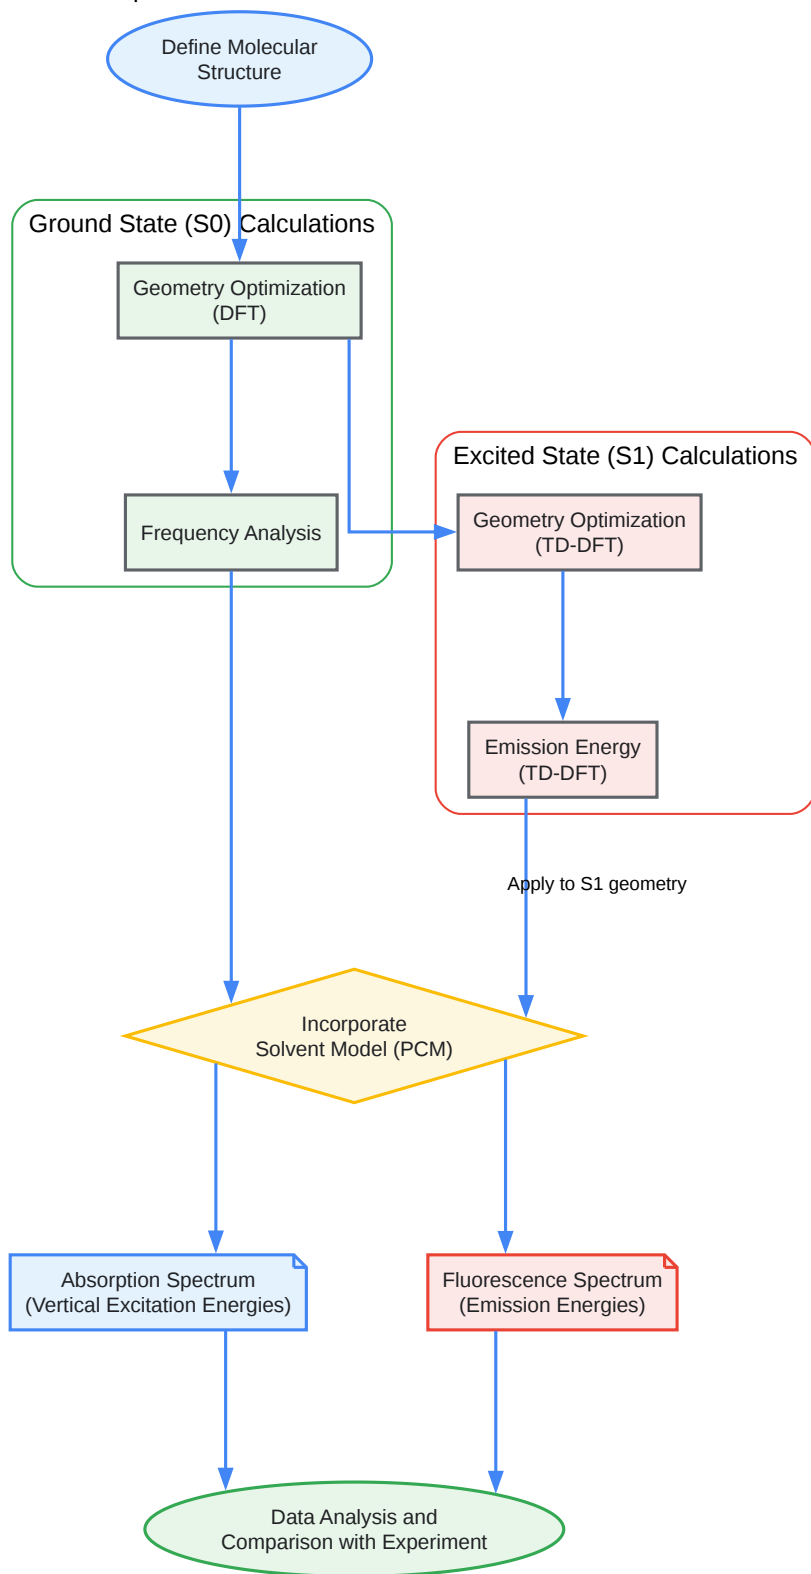 Define Molecular
Structure
Ground State (S0) Calculations
Geometry Optimization
(DFT)
Excited State (S1) Calculations
Frequency Analysis
Geometry Optimization
(TD-DFT)
Emission Energy
(TD-DFT)
Apply to S1 geometry
Incorporate
Solvent Model (PCM)
Absorption Spectrum
(Vertical Excitation Energies)
Fluorescence Spectrum
(Emission Energies)
Data Analysis and
Comparison with Experiment